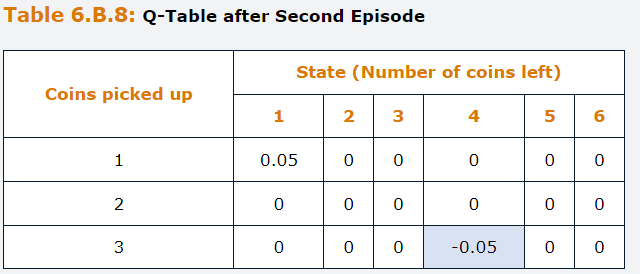 Table 6.B.8: Q-Table after Second Episode
Coins picked up
State (Number of coins left)
1 2 3 4 5 6
1 0.05 0 0 0 0 0
2 0 0 0 0 0 0
3 0 0 0 -0.05 0 0